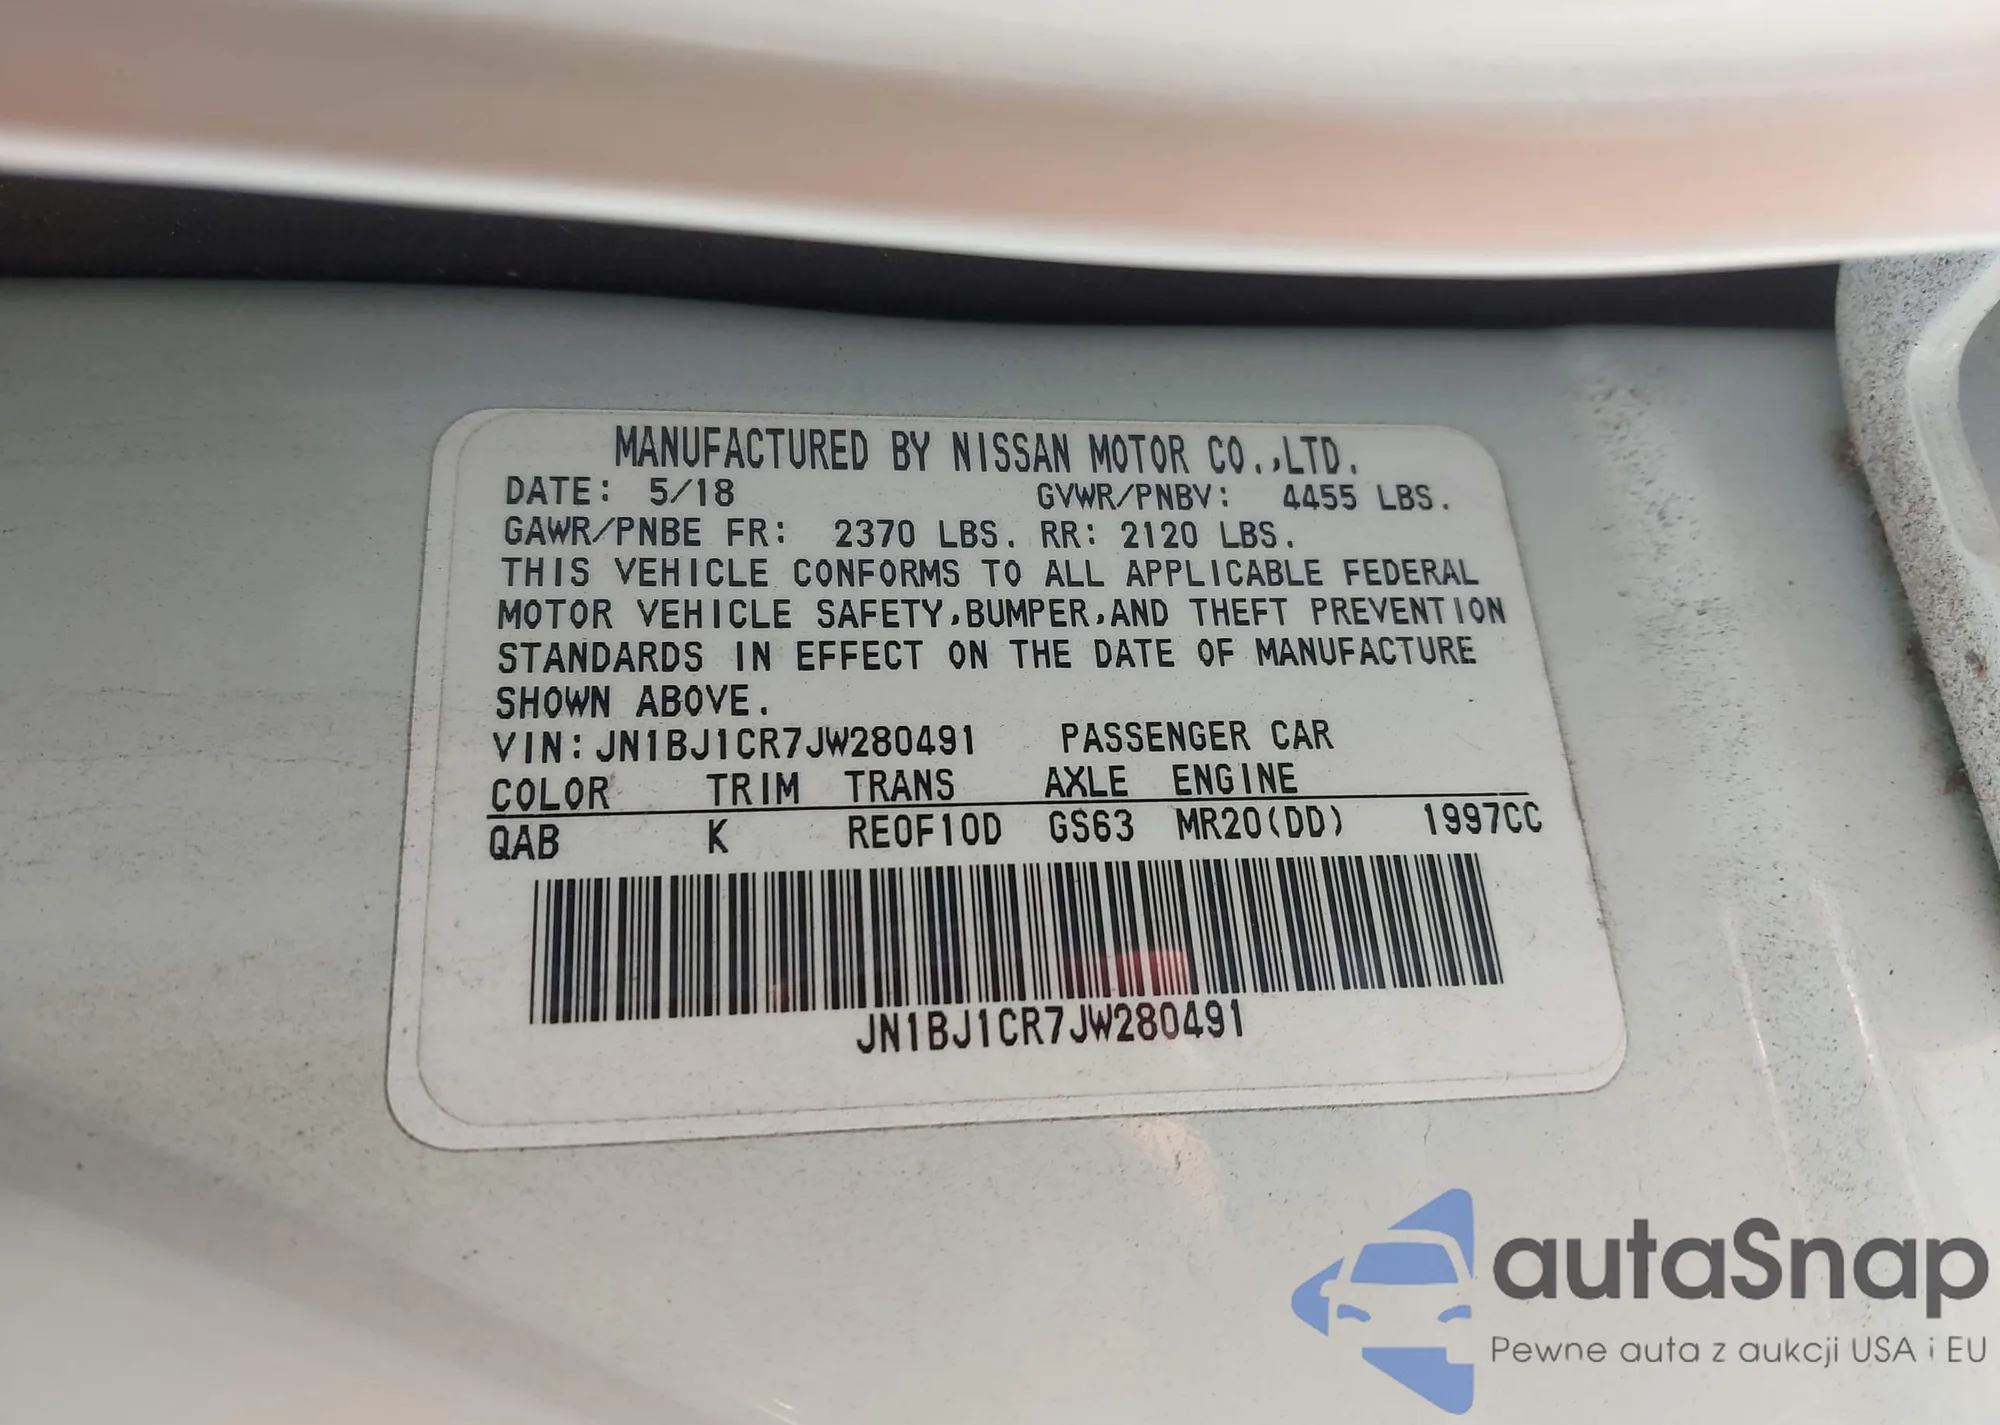 MANUFACTURED BY NISSAN MOTOR CO.,LTD.
DATE: 5/18 GVWR/PNBV: 4455 LBS.
GAWR/PNBE FR: 2370 LBS. RR: 2120 LBS.
THIS VEHICLE CONFORMS TO ALL APPLICABLE FEDERAL
MOTOR VEHICLE SAFETY,BUMPER,AND THEFT PREVENTION
STANDARDS IN EFFECT ON THE DATE OF MANUFACTURE
SHOWN ABOVE.
VIN:JN1BJ1CR7JW280491 PASSENGER CAR
COLOR TRIM TRANS AXLE ENGINE
QAB K RE0F10D GS63 MR20(DD) 1997CC
JN1BJ1CR7JW280491
autaSnap
Pewne auta z aukcji USA i EU